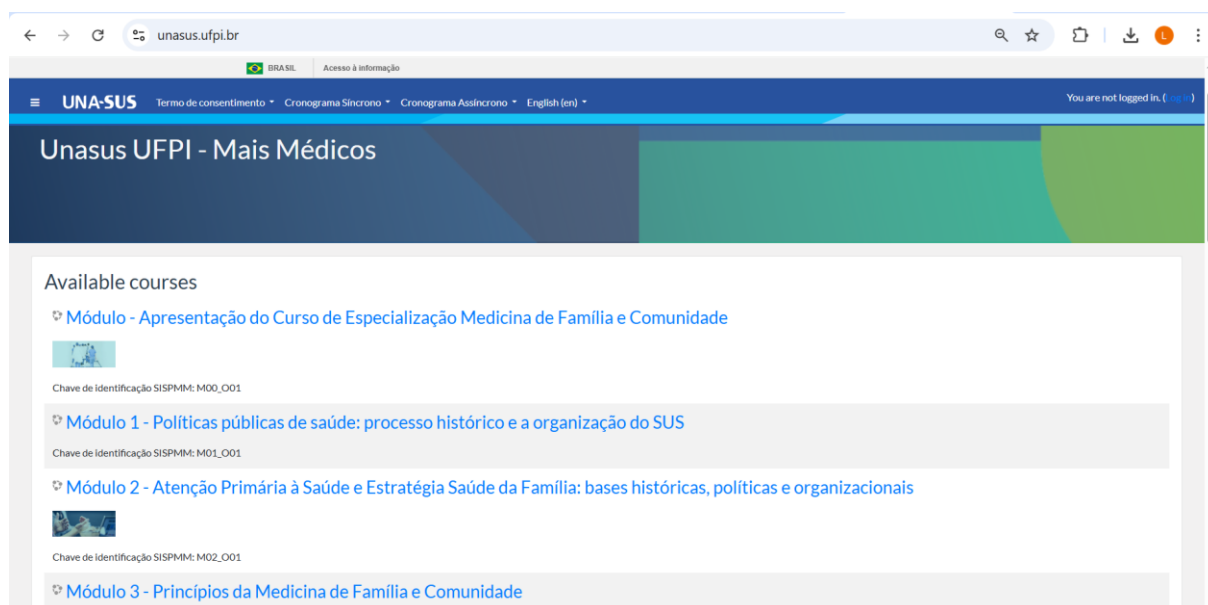 unasus.ufpi.br
L
BRASIL Acesso à informação
UNA-SUS Termo de consentimento Cronograma Síncrono Cronograma Assíncrono English (en) You are not logged in. (Log in)
Unasus UFPI - Mais Médicos
Available courses
Módulo - Apresentação do Curso de Especialização Medicina de Família e Comunidade
Chave de identificação SISPMM: M00_O01
Módulo 1 - Políticas públicas de saúde: processo histórico e a organização do SUS
Chave de identificação SISPMM: M01_O01
Módulo 2 - Atenção Primária à Saúde e Estratégia Saúde da Família: bases históricas, políticas e organizacionais
Chave de identificação SISPMM: M02_O01
Módulo 3 - Princípios da Medicina de Família e Comunidade